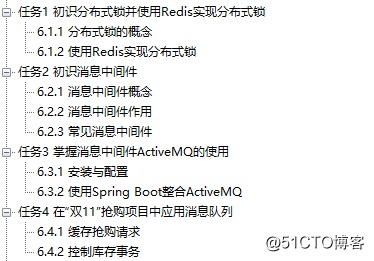 任务1 初识分布式锁并使用Redis实现分布式锁
6.1.1 分布式锁的概念
6.1.2 使用Redis实现分布式锁
任务2 初识消息中间件
6.2.1 消息中间件概念
6.2.2 消息中间件作用
6.2.3 常见消息中间件
任务3 掌握消息中间件ActiveMQ的使用
6.3.1 安装与配置
6.3.2 使用Spring Boot整合ActiveMQ
任务4 在“双11”抢购项目中应用消息队列
6.4.1 缓存抢购请求
6.4.2 控制库存事务
@51CTO博客